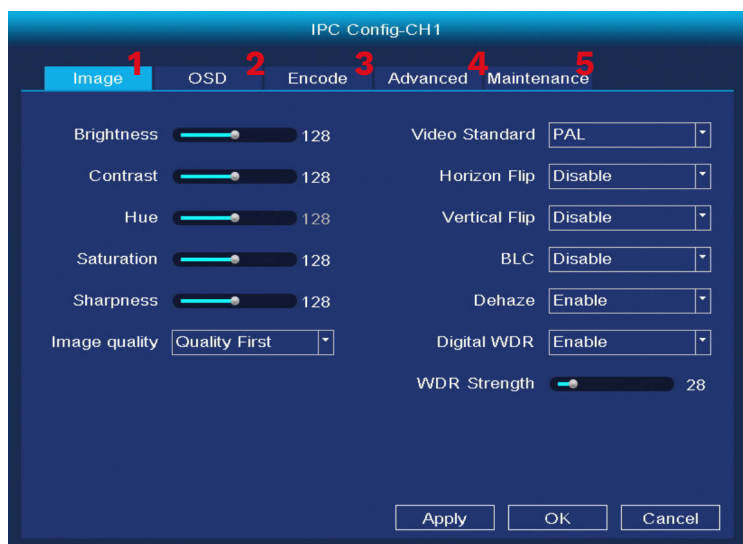 IPC Config-CH1
Image 1 OSD 2 Encode 3 Advanced 4 Maintenance 5
Brightness 128 Video Standard PAL
Contrast 128 Horizon Flip Disable
Hue 128 Vertical Flip Disable
Saturation 128 BLC Disable
Sharpness 128 Dehaze Enable
Image quality Quality First Digital WDR Enable
WDR Strength 28
Apply OK Cancel